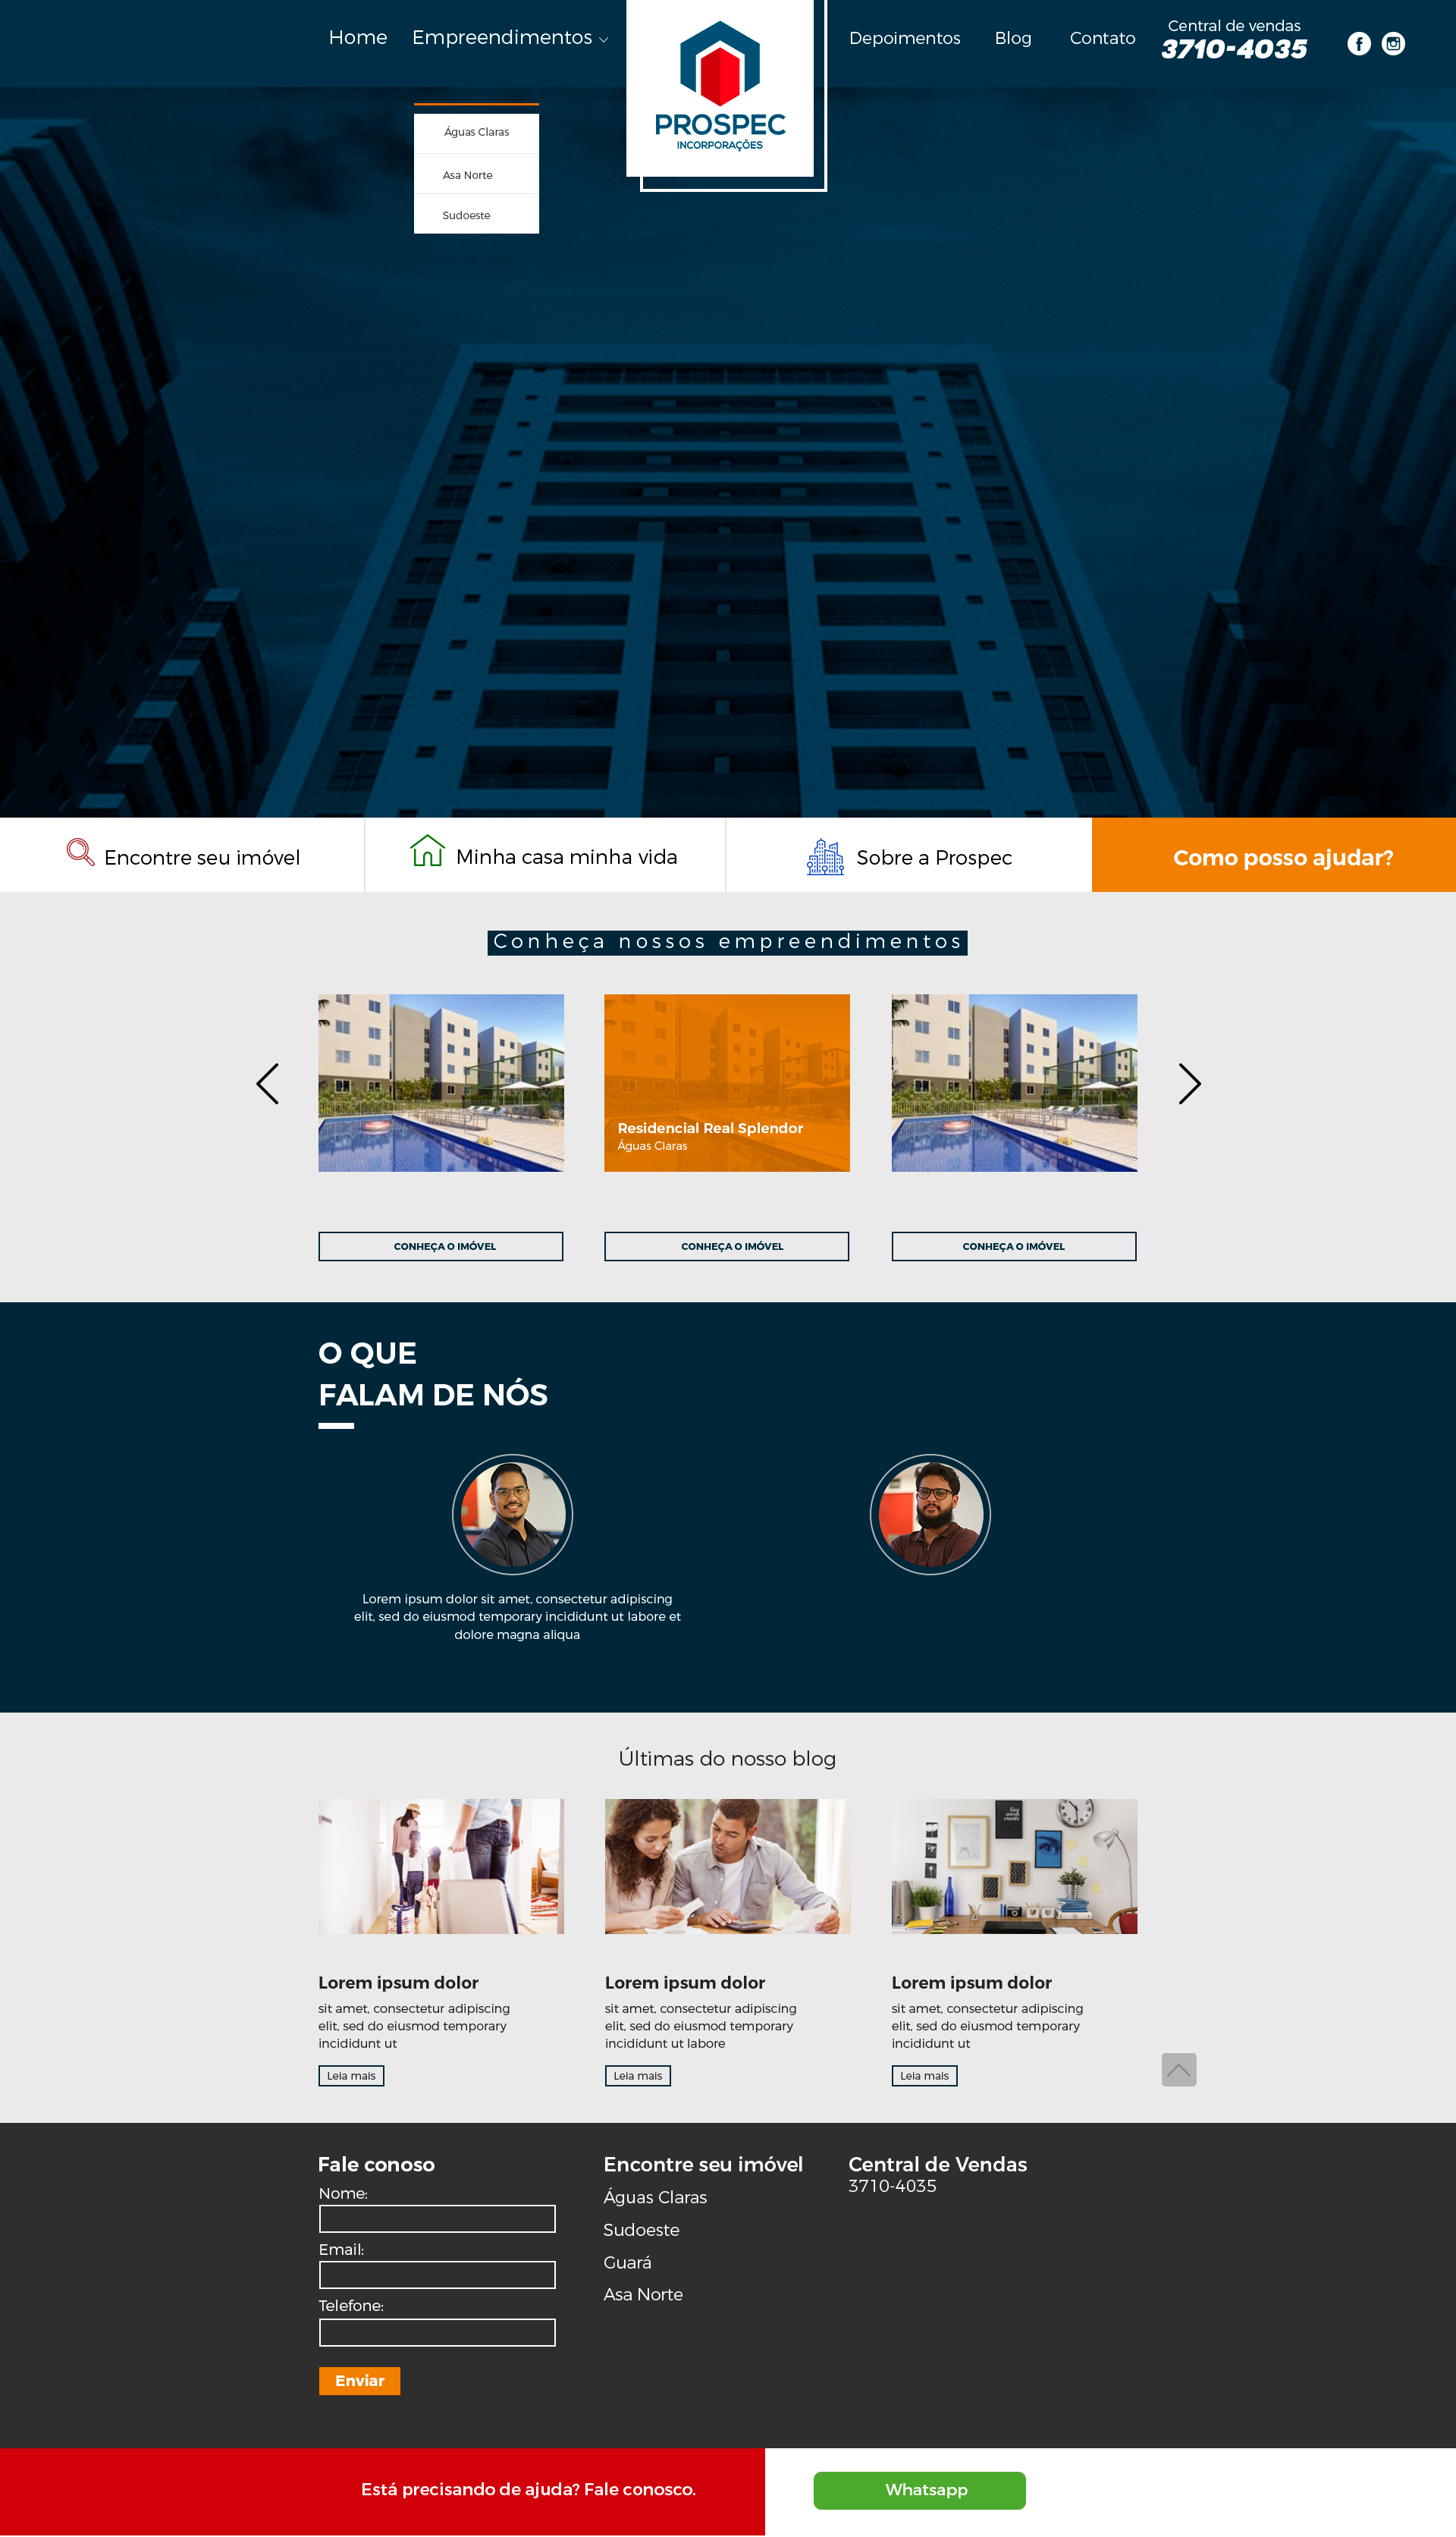 Home
Empreendimentos
PROSPEC
INCORPORAÇÕES
Depoimentos
Blog
Contato
Central de vendas
3710-4035
Águas Claras
Asa Norte
Sudoeste
Encontre seu imóvel
Minha casa minha vida
Sobre a Prospec
Como posso ajudar?
Conheça nossos empreendimentos
Residencial Real Splendor
Águas Claras
CONHEÇA O IMÓVEL
CONHEÇA O IMÓVEL
CONHEÇA O IMÓVEL
O QUE
FALAM DE NÓS
Lorem ipsum dolor sit amet, consectetur adipiscing
elit, sed do eiusmod temporary incididunt ut labore et
dolore magna aliqua
Últimas do nosso blog
Lorem ipsum dolor
sit amet, consectetur adipiscing
elit, sed do eiusmod temporary
incididunt ut
Leia mais
Lorem ipsum dolor
sit amet, consectetur adipiscing
elit, sed do eiusmod temporary
incididunt ut labore
Leia mais
Lorem ipsum dolor
sit amet, consectetur adipiscing
elit, sed do eiusmod temporary
incididunt ut
Leia mais
Fale conoso
Nome:
Email:
Telefone:
Enviar
Encontre seu imóvel
Águas Claras
Sudoeste
Guará
Asa Norte
Central de Vendas
3710-4035
Está precisando de ajuda? Fale conosco.
Whatsapp